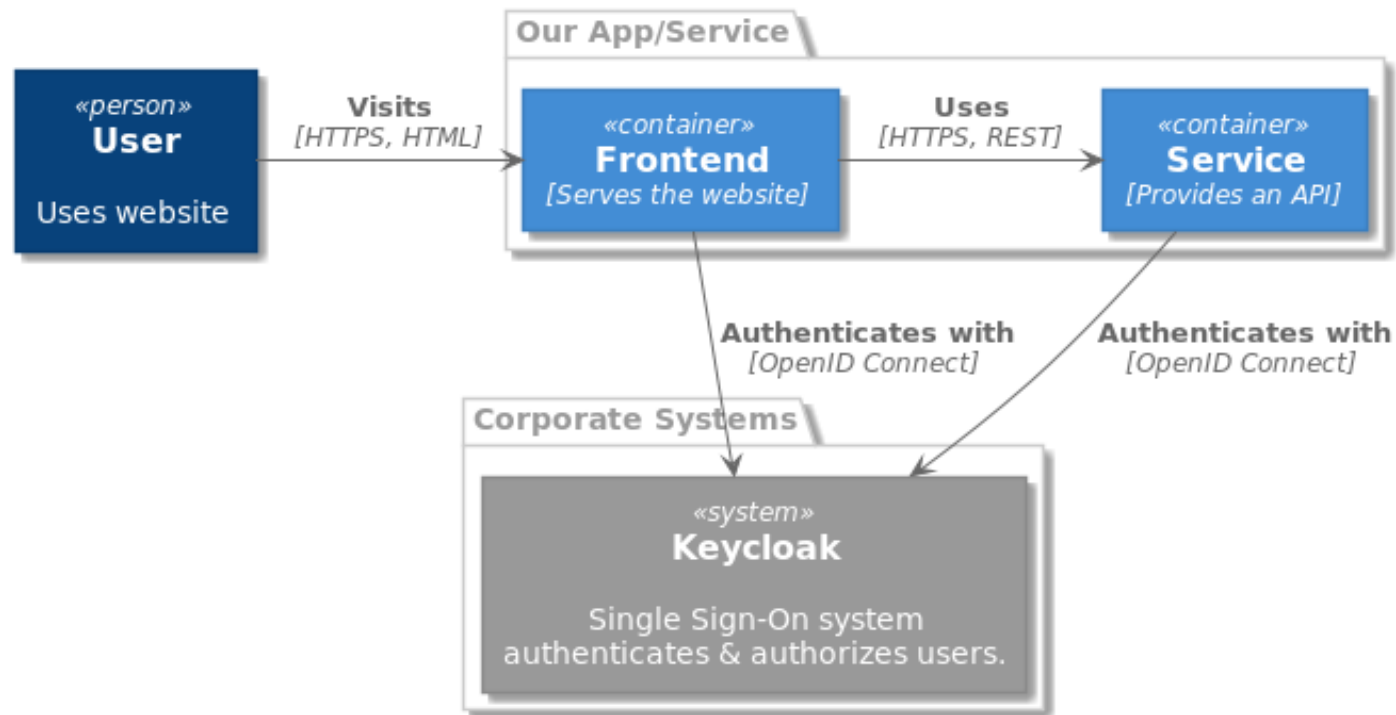 Our App/Service
«person»
User
Uses website
Visits
[HTTPS, HTML]
«container»
Frontend
[Serves the website]
Uses
[HTTPS, REST]
«container»
Service
[Provides an API]
Authenticates with
[OpenID Connect]
Authenticates with
[OpenID Connect]
Corporate Systems
«system»
Keycloak
Single Sign-On system
authenticates & authorizes users.